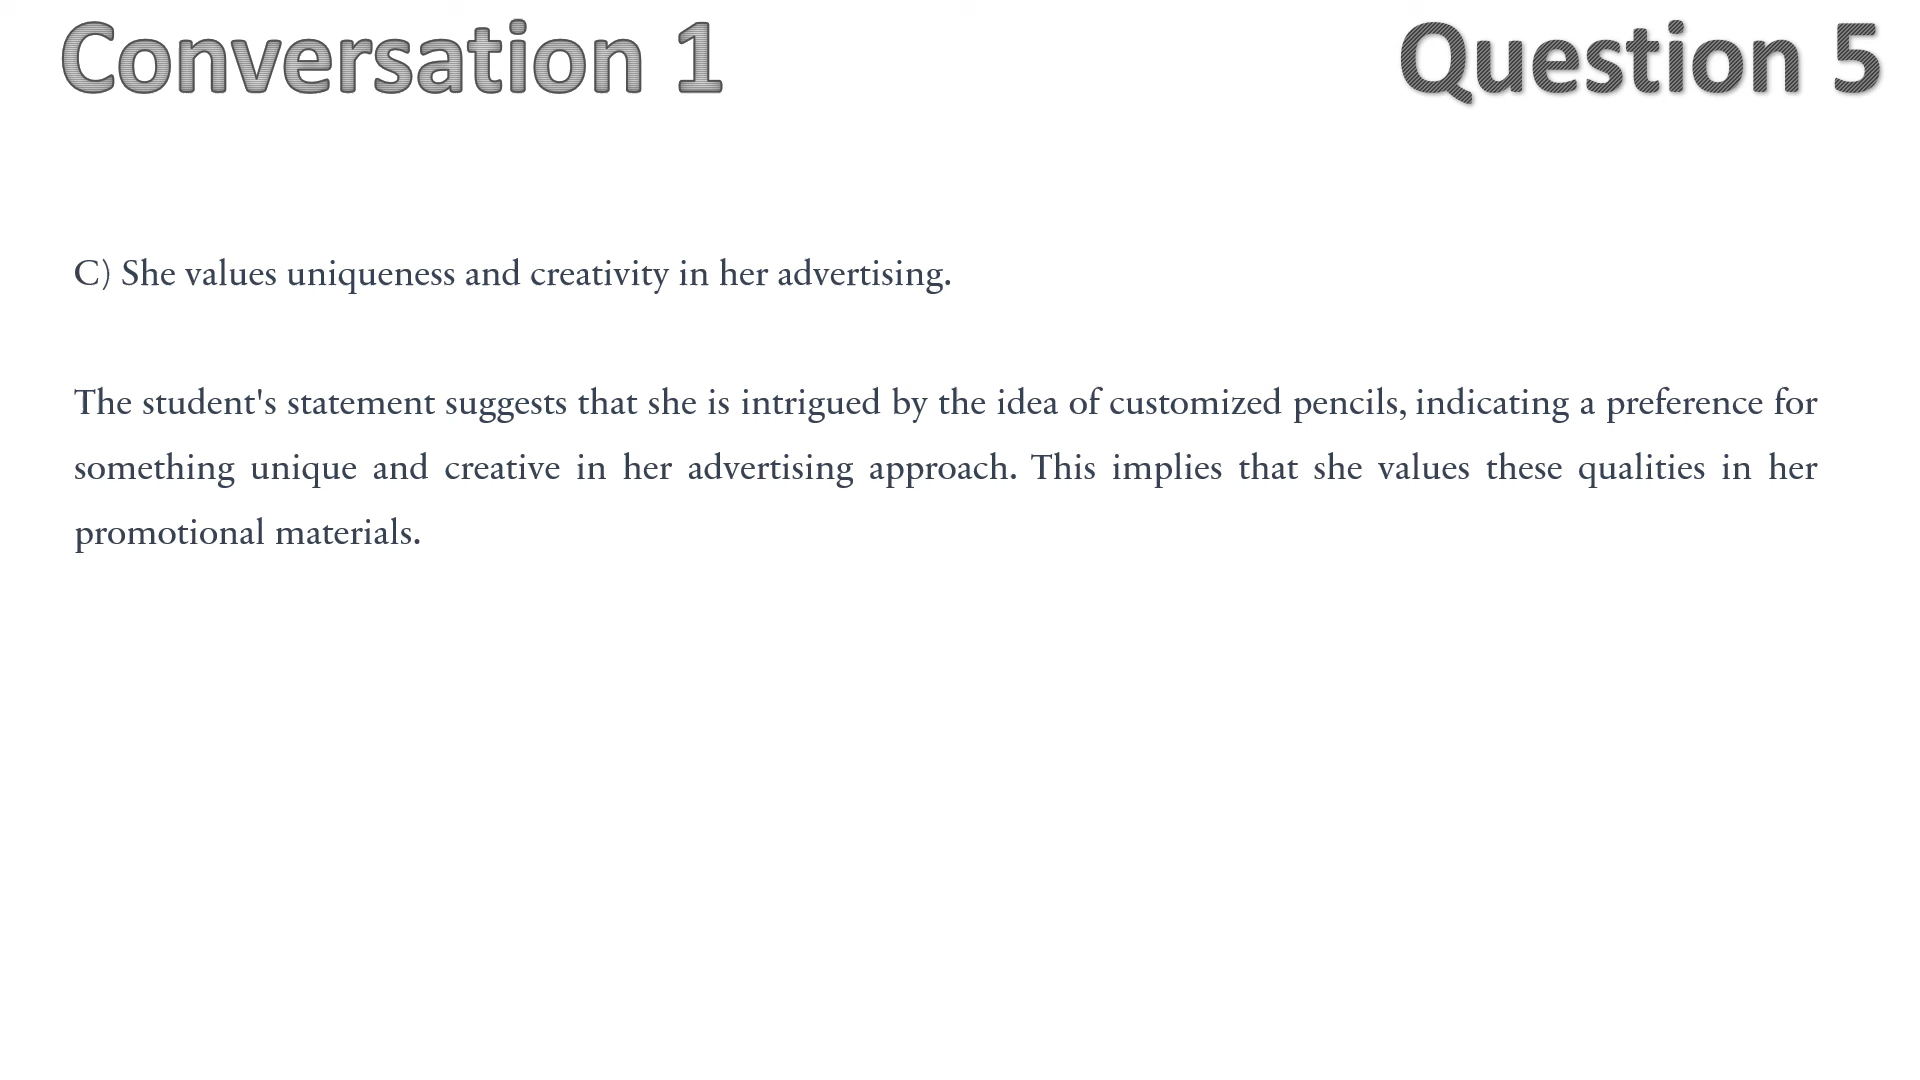 Conversation 1
Question 5
C) She values uniqueness and creativity in her advertising.
The student's statement suggests that she is intrigued by the idea of customized pencils, indicating a preference for
something unique and creative in her advertising approach. This implies that she values these qualities in her
promotional materials.